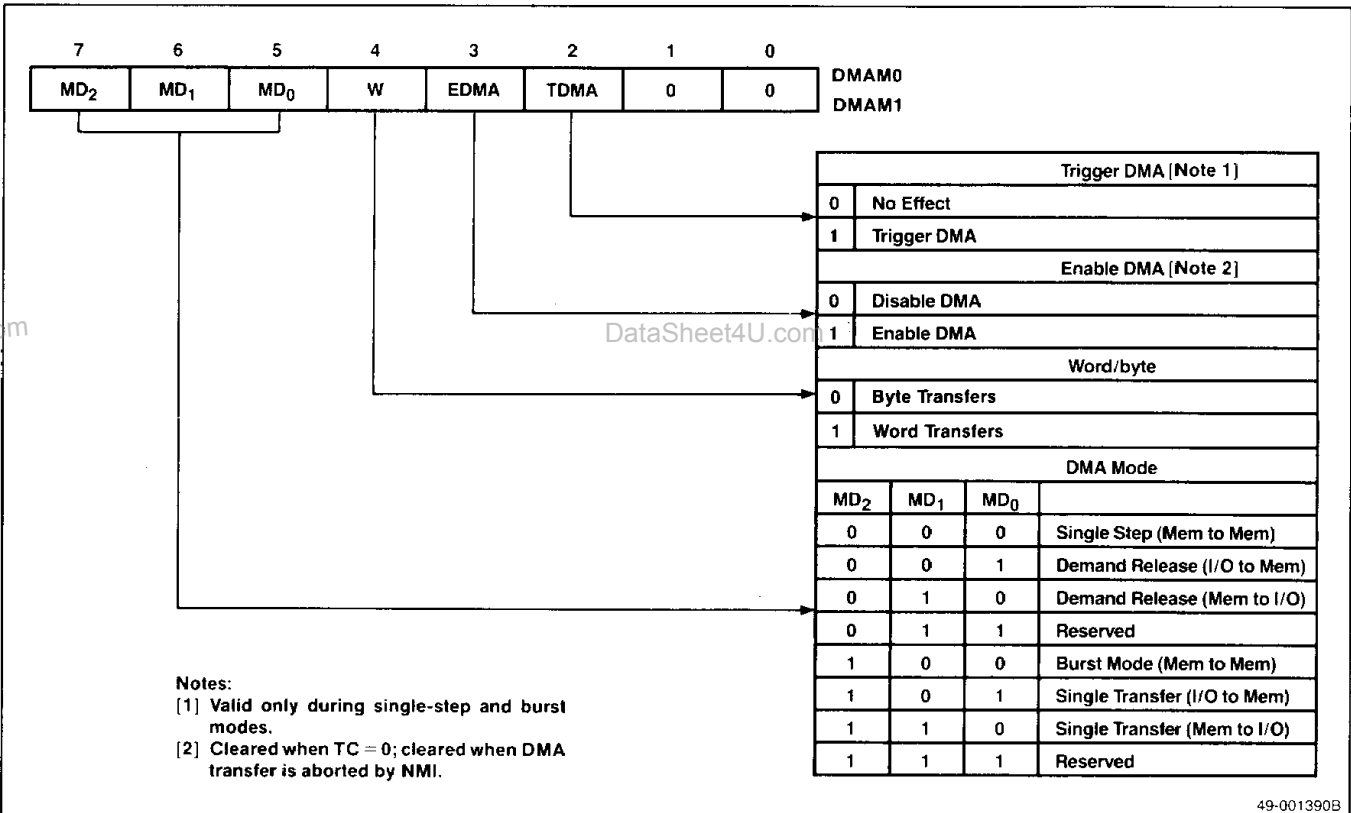 7 6 5 4 3 2 1 0
MD2 MD1 MD0 W EDMA TDMA 0 0
DMAM0
DMAM1
Trigger DMA [Note 1]
0 No Effect
1 Trigger DMA
Enable DMA [Note 2]
0 Disable DMA
1 Enable DMA
m
DataSheet4U.com
Word/byte
0 Byte Transfers
1 Word Transfers
DMA Mode
MD2 MD1 MD0
0 0 0 Single Step (Mem to Mem)
0 0 1 Demand Release (I/O to Mem)
0 1 0 Demand Release (Mem to I/O)
0 1 1 Reserved
1 0 0 Burst Mode (Mem to Mem)
1 0 1 Single Transfer (I/O to Mem)
1 1 0 Single Transfer (Mem to I/O)
1 1 1 Reserved
Notes:
[1] Valid only during single-step and burst
modes.
[2] Cleared when TC = 0; cleared when DMA
transfer is aborted by NMI.
49-001390B